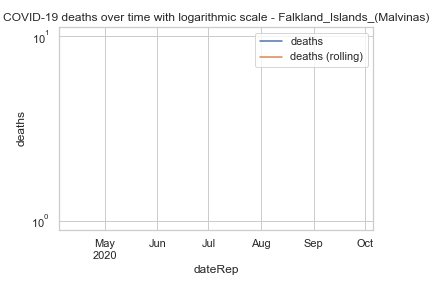 COVID-19 deaths over time with logarithmic scale - Falkland_Islands_(Malvinas)
10¹
deaths
deaths (rolling)
deaths
10⁰
May Jun Jul Aug Sep Oct
2020
dateRep